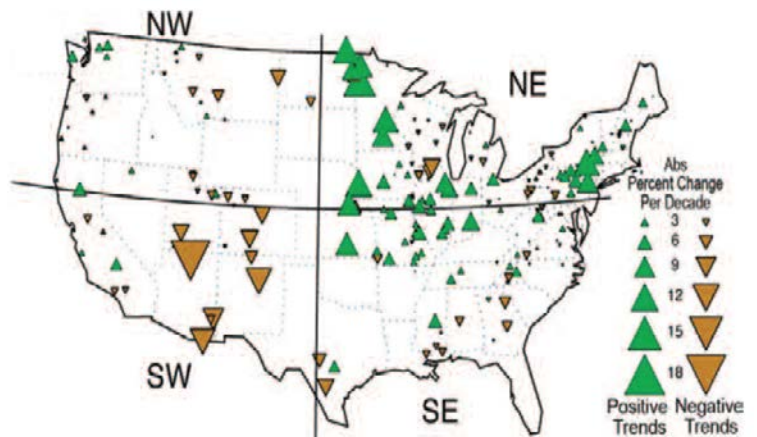 NW
NE
Abs
Percent Change
Per Decade
3
6
9
12
15
18
Positive Negative
Trends Trends
SW
SE